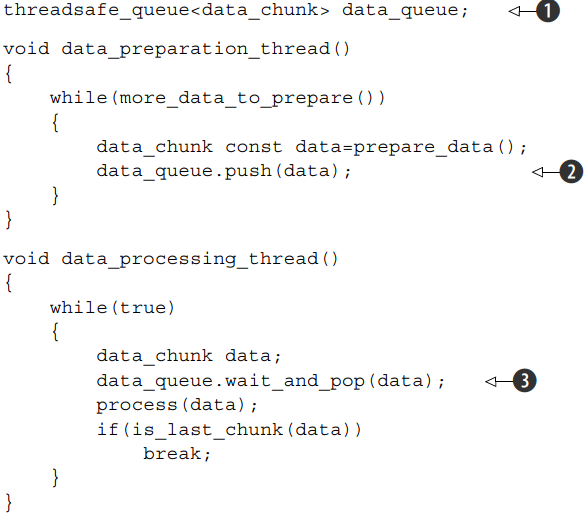 threadsafe_queue<data_chunk> data_queue; 1
void data_preparation_thread()
{
    while(more_data_to_prepare())
    {
        data_chunk const data=prepare_data();
        data_queue.push(data); 2
    }
}
void data_processing_thread()
{
    while(true)
    {
        data_chunk data;
        data_queue.wait_and_pop(data); 3
        process(data);
        if(is_last_chunk(data))
            break;
    }
}